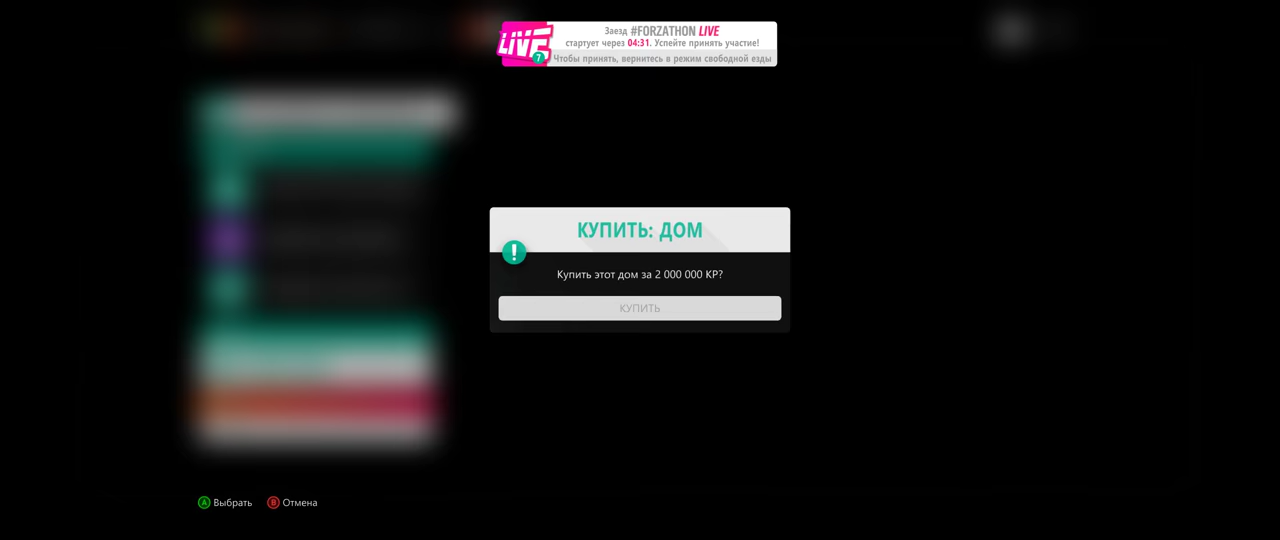 LIVE
Заезд #FORZATHON LIVE
стартует через 04:31. Успейте принять участие!
7
Чтобы принять, вернитесь в режим свободной езды
КУПИТЬ: ДОМ
!
Купить этот дом за 2 000 000 КР?
КУПИТЬ
A Выбрать B Отмена